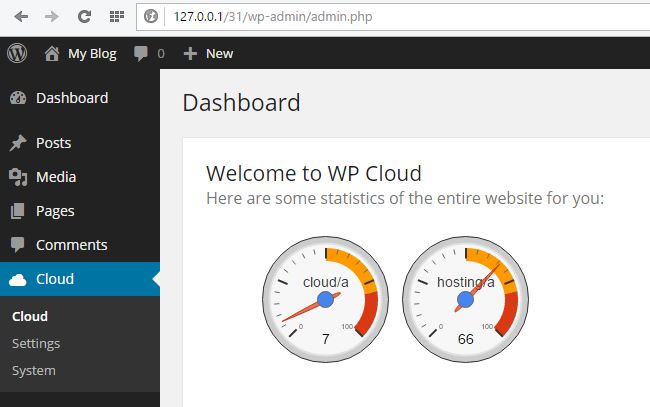 127.0.0.1/31/wp-admin/admin.php
My Blog 0 New
Dashboard
Posts
Media
Pages
Comments
Cloud
Cloud
Settings
System
Dashboard
Welcome to WP Cloud
Here are some statistics of the entire website for you:
cloud/a
0 100
7
hosting/a
0 100
66